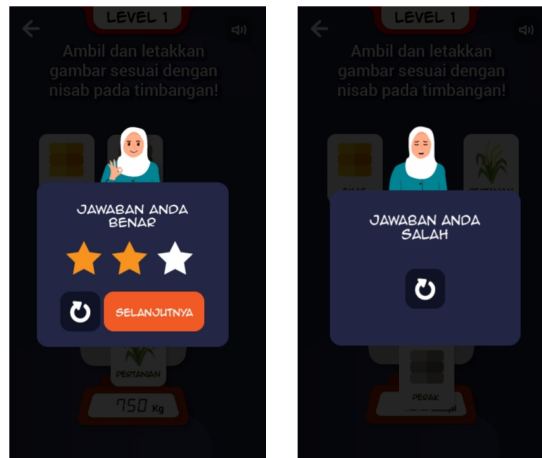 LEVEL 1
Ambil dan letakkan
gambar sesuai dengan
nisab pada timbangan!
JAWABAN ANDA
BENAR
SELANJUTNYA
PERTANIAN
750 Kg
LEVEL 1
Ambil dan letakkan
gambar sesuai dengan
nisab pada timbangan!
PERTANIAN
JAWABAN ANDA
SALAH
PERAK